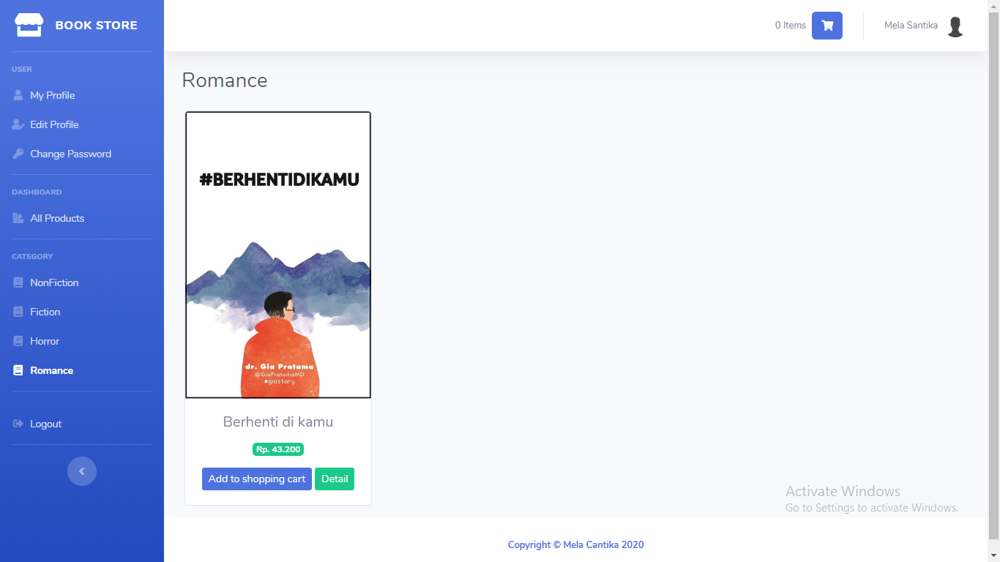 BOOK STORE
USER
My Profile
Edit Profile
Change Password
DASHBOARD
All Products
CATEGORY
NonFiction
Fiction
Horror
Romance
Logout
0 Items
Mela Santika
Romance
#BERHENTIDIKAMU
dr. Gia Pratama
@GiaPratamaMD
#giastory
Berhenti di kamu
Rp. 43.200
Add to shopping cart Detail
Activate Windows
Go to Settings to activate Windows.
Copyright © Mela Cantika 2020